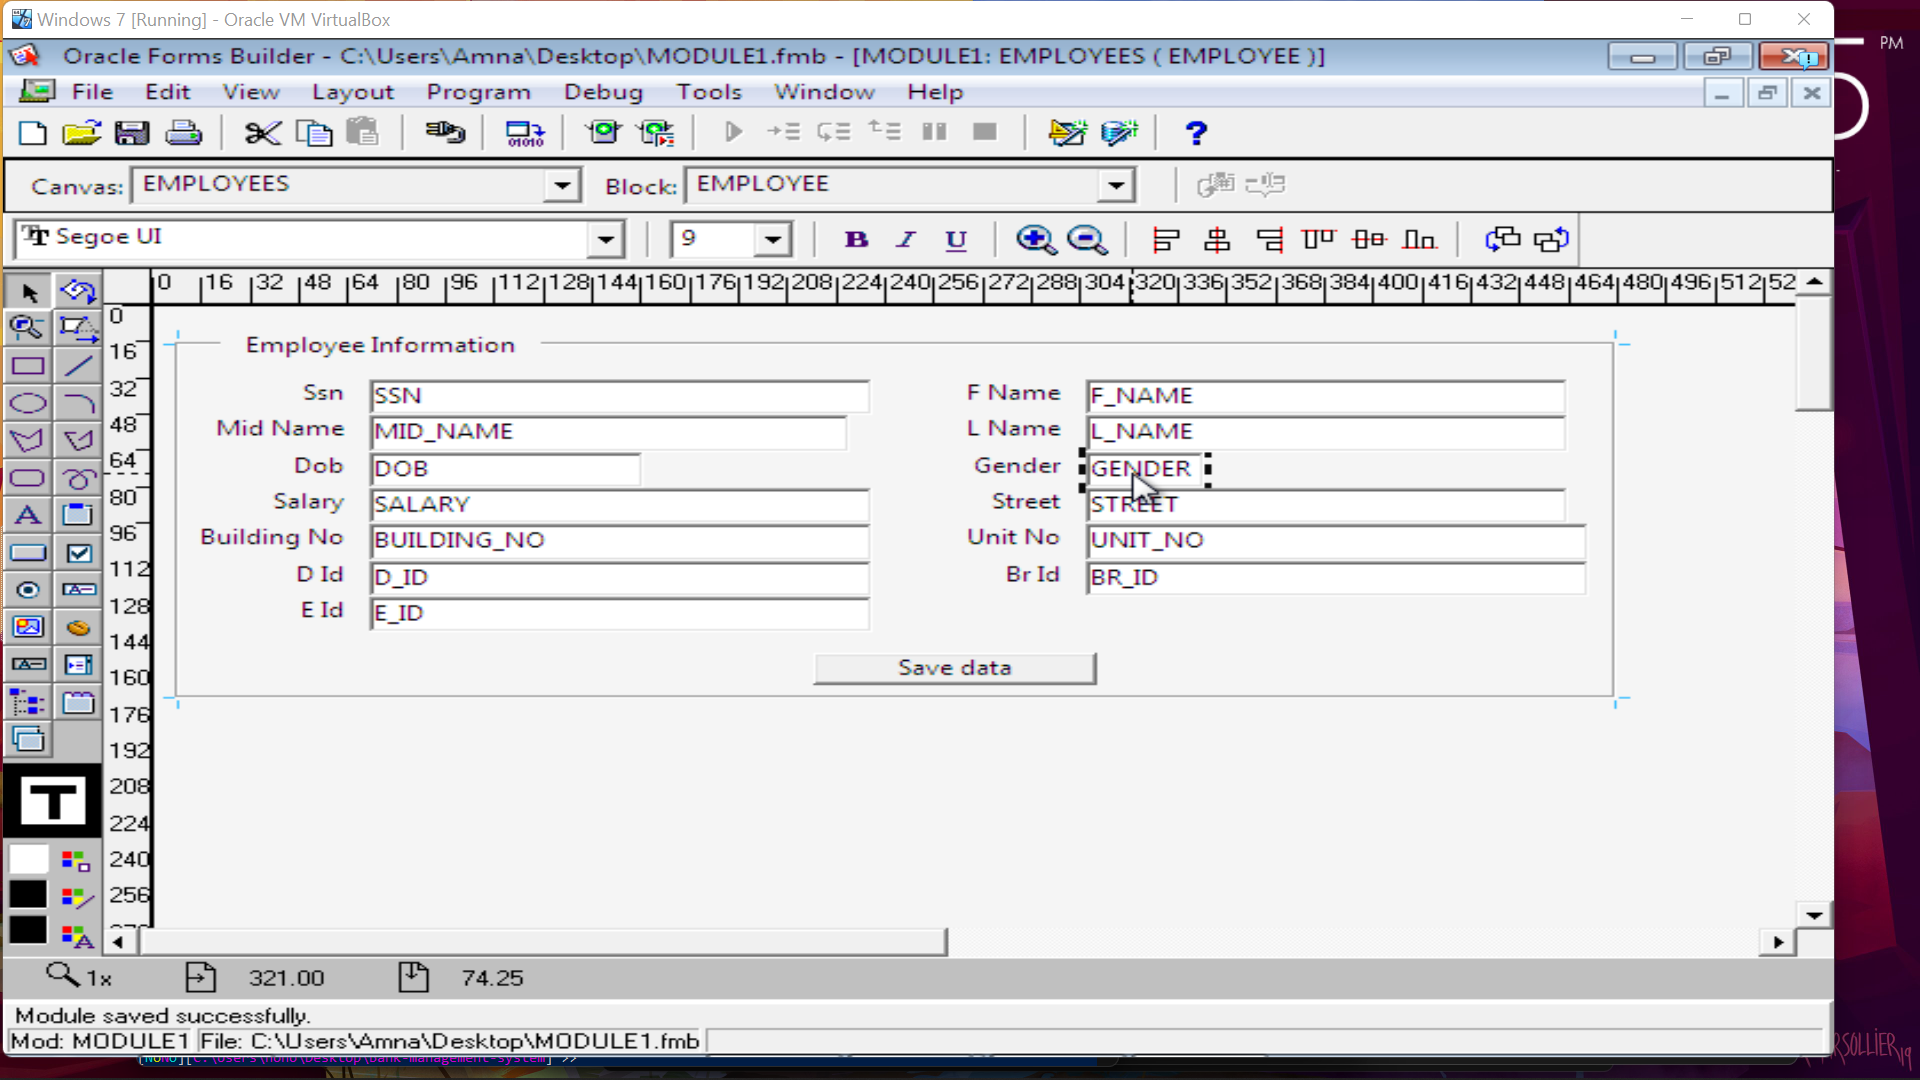 Windows 7 [Running] - Oracle VM VirtualBox
PM
Oracle Forms Builder - C:\Users\Amna\Desktop\MODULE1.fmb - [MODULE1: EMPLOYEES ( EMPLOYEE )]
File Edit View Layout Program Debug Tools Window Help
Canvas: EMPLOYEES Block: EMPLOYEE
Segoe UI 9 B I U
0 16 32 48 64 80 96 112 128 144 160 176 192 208 224 240 256 272 288 304 320 336 352 368 384 400 416 432 448 464 480 496 512 52
0
16
32
48
64
80
96
112
128
144
160
176
192
208
224
240
256
Employee Information
Ssn SSN F Name F_NAME
Mid Name MID_NAME L Name L_NAME
Dob DOB Gender GENDER
Salary SALARY Street STREET
Building No BUILDING_NO Unit No UNIT_NO
D Id D_ID Br Id BR_ID
E Id E_ID
Save data
1x 321.00 74.25
Module saved successfully.
Mod: MODULE1 File: C:\Users\Amna\Desktop\MODULE1.fmb